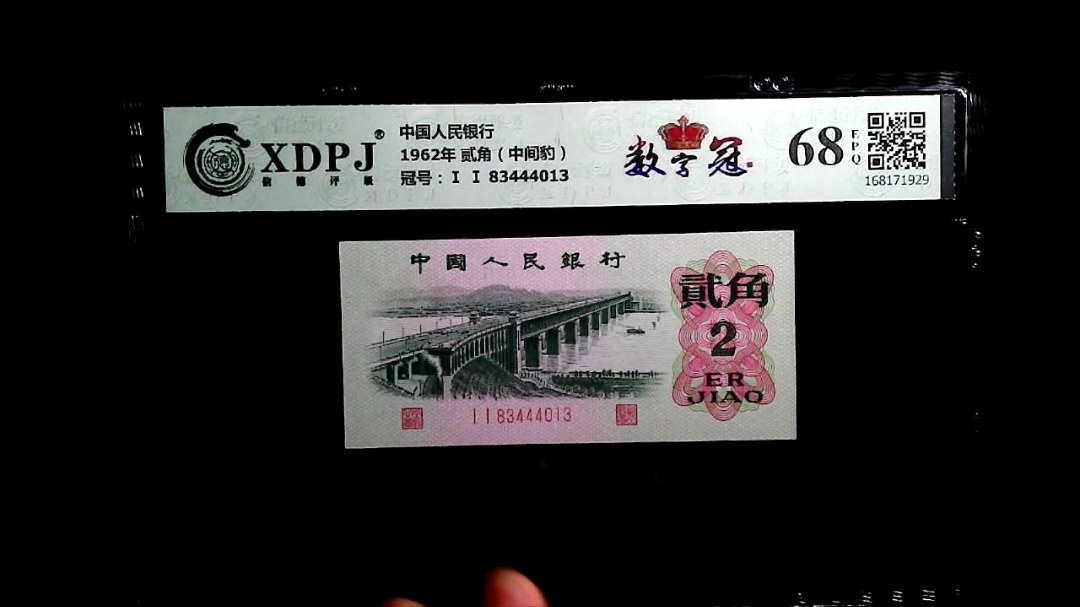 XDPJ®
信德评级
中国人民银行
1962年 贰角（中间豹）
冠号：I I 83444013
数字冠
68
EPQ
168171929
中國人民銀行
貳角
2
ER
JIAO
I I 83444013